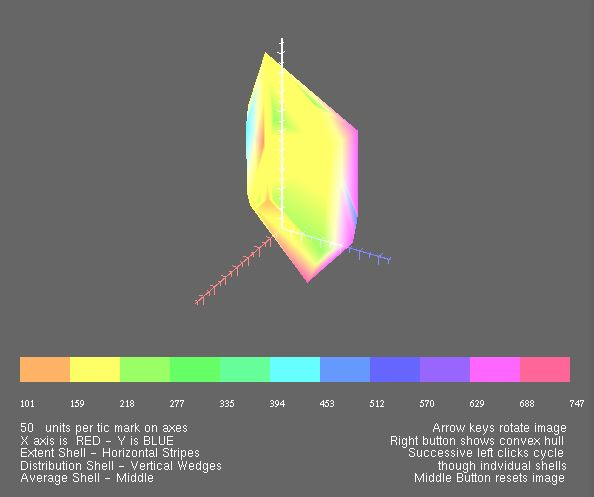 101 159 218 277 335 394 453 512 570 629 688 747
50 units per tic mark on axes
X axis is RED - Y is BLUE
Extent Shell - Horizontal Stripes
Distribution Shell - Vertical Wedges
Average Shell - Middle
Arrow keys rotate image
Right button shows convex hull
Successive left clicks cycle
though indvidual shells
Middle Button resets image